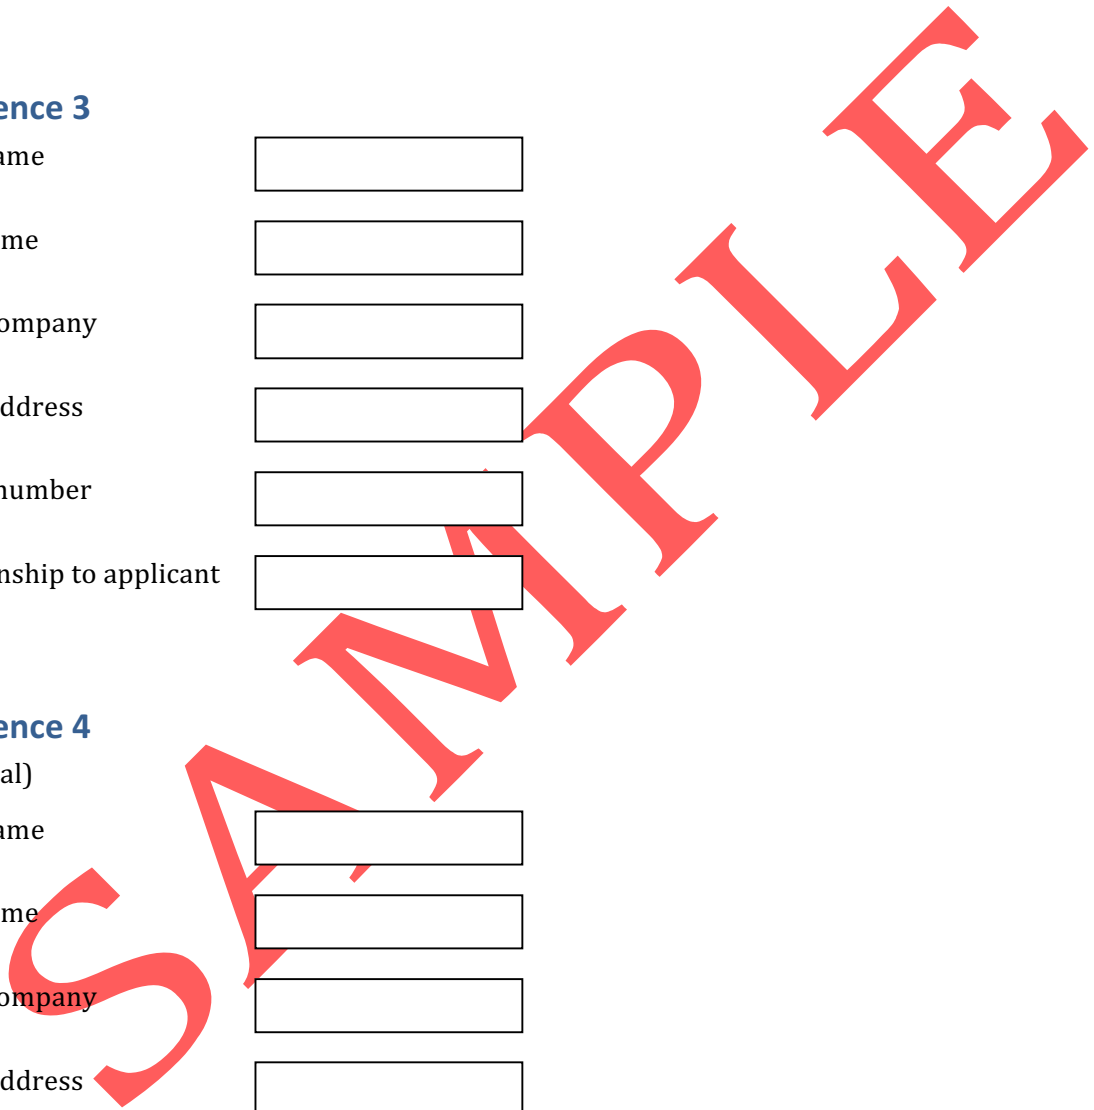 ence 3
ame
me
ompany
ddress
number
nship to applicant
ence 4
al)
ame
me
ompany
ddress
SAMPLE